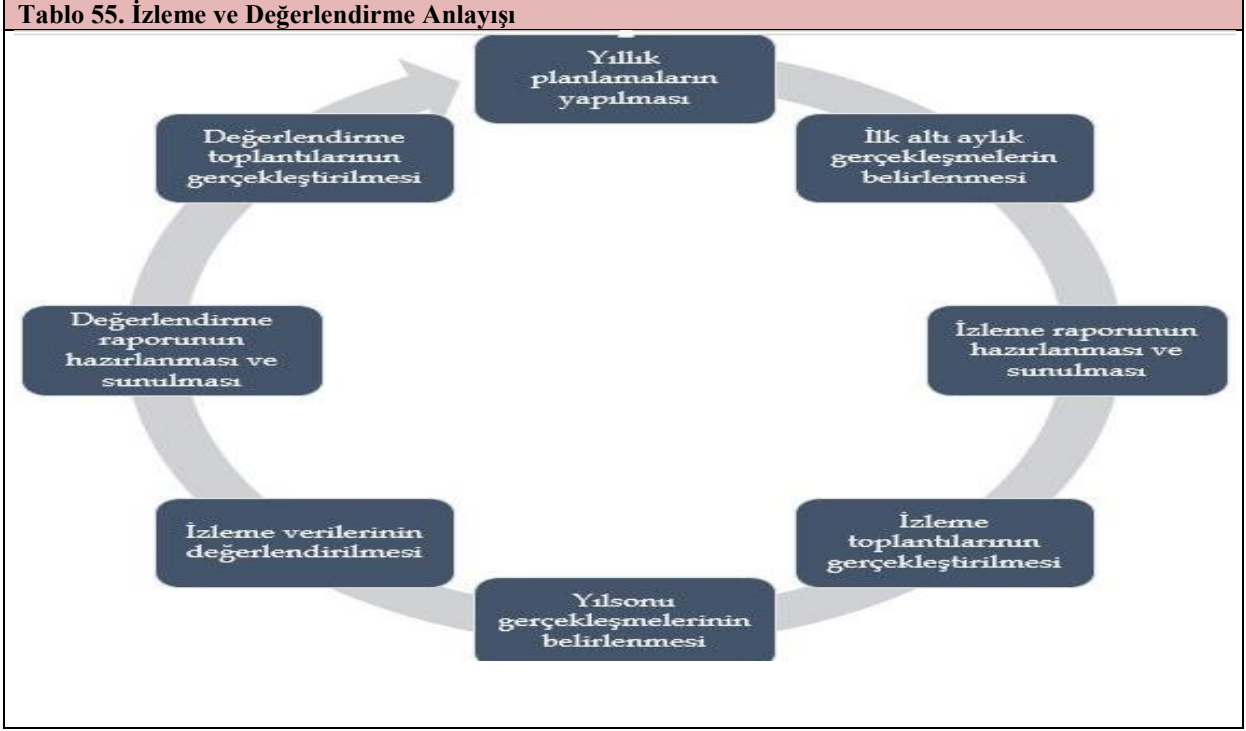 Tablo 55. İzleme ve Değerlendirme Anlayışı
Yıllık
planlamaların
yapılması
İlk altı aylık
gerçekleşmelerin
belirlenmesi
İzleme raporunun
hazırlanması ve
sunulması
İzleme
toplantılarının
gerçekleştirilmesi
Yılsonu
gerçekleşmelerinin
belirlenmesi
İzleme verilerinin
değerlendirilmesi
Değerlendirme
raporunun
hazırlanması ve
sunulması
Değerlendirme
toplantılarının
gerçekleştirilmesi